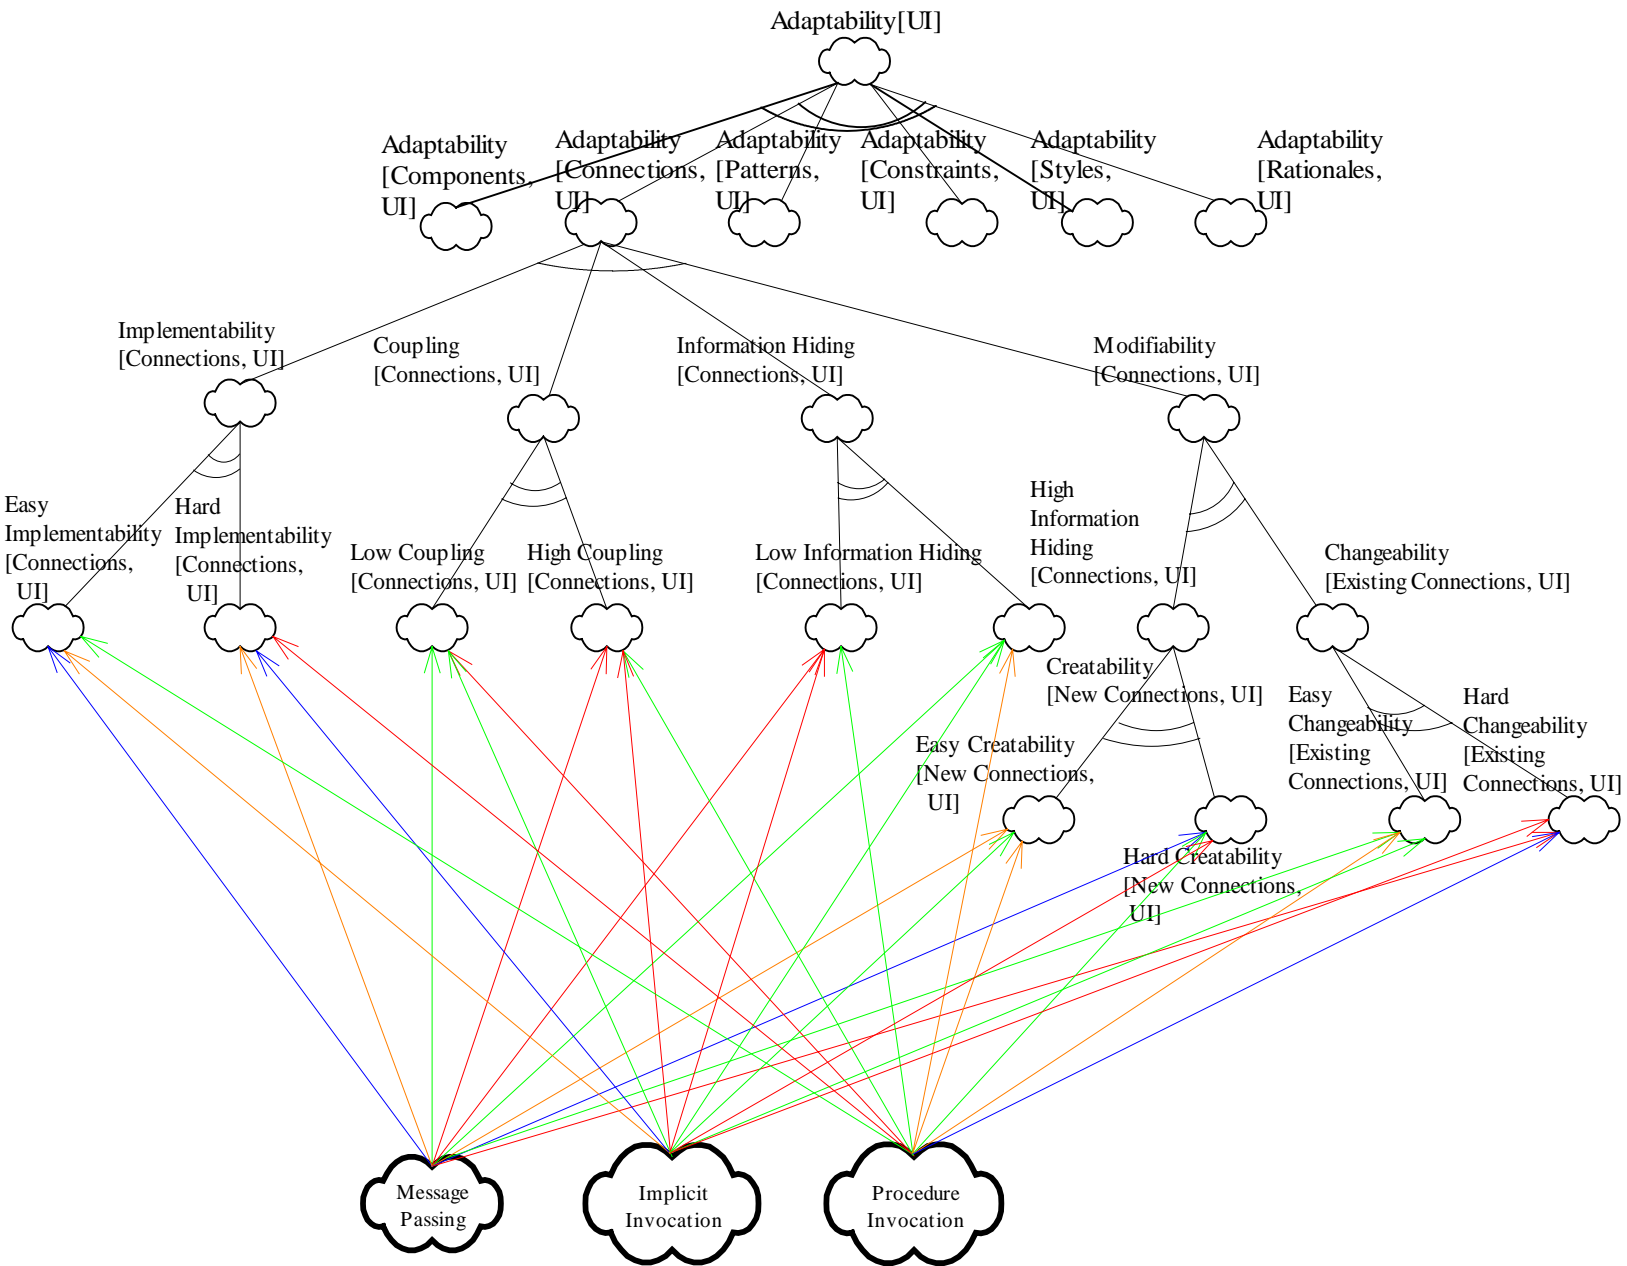 Adaptability[UI]
Adaptability
[Components,
UI]
Adaptability
[Connections,
UI]
Adaptability
[Patterns,
UI]
Adaptability
[Constraints,
UI]
Adaptability
[Styles,
UI]
Adaptability
[Rationales,
UI]
Implementability
[Connections, UI]
Coupling
[Connections, UI]
Information Hiding
[Connections, UI]
Modifiability
[Connections, UI]
Easy
Implementability
[Connections,
UI]
Hard
Implementability
[Connections,
UI]
Low Coupling
[Connections, UI]
High Coupling
[Connections, UI]
Low Information Hiding
[Connections, UI]
High
Information
Hiding
[Connections, UI]
Changeability
[Existing Connections, UI]
Creatability
[New Connections, UI]
Easy Creatability
[New Connections,
UI]
Easy
Changeability
[Existing
Connections, UI]
Hard
Changeability
[Existing
Connections, UI]
Hard Creatability
[New Connections,
UI]
Message
Passing
Implicit
Invocation
Procedure
Invocation